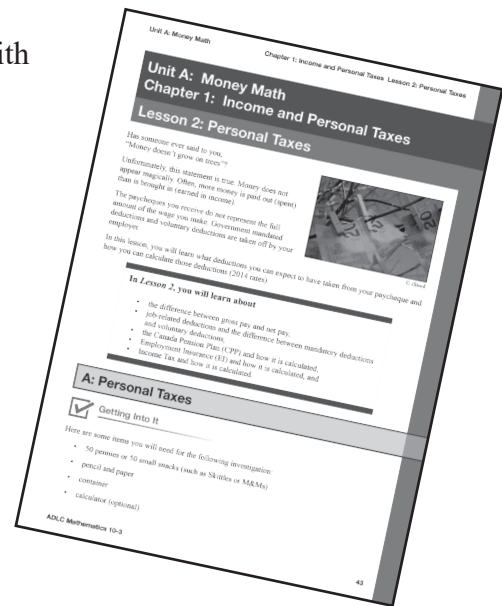 ith
Unit A: Money Math
Chapter 1: Income and Personal Taxes Lesson 2: Personal Taxes
Unit A: Money Math
Chapter 1: Income and Personal Taxes
Lesson 2: Personal Taxes
Has someone ever said to you,
"Money doesn't grow on trees"?
Unfortunately, this statement is true. Money does not
appear magically. Often, more money is paid out (spent)
than is brought in (earned in income).
The paycheques you receive do not represent the full
amount of the wage you make. Government mandated
deductions and voluntary deductions are taken off by your
employer.
© iStock
In this lesson, you will learn what deductions you can expect to have taken from your paycheque and
how you can calculate those deductions (2014 rates).
In Lesson 2, you will learn about
• the difference between gross pay and net pay,
• job-related deductions and the difference between mandatory deductions
and voluntary deductions,
• the Canada Pension Plan (CPP) and how it is calculated,
• Employment Insurance (EI) and how it is calculated, and
• Income Tax and how it is calculated.
A: Personal Taxes
Getting Into It
Here are some items you will need for the following investigation:
• 50 pennies or 50 small snacks (such as Skittles or M&Ms)
• pencil and paper
• container
• calculator (optional)
ADLC Mathematics 10-3
43